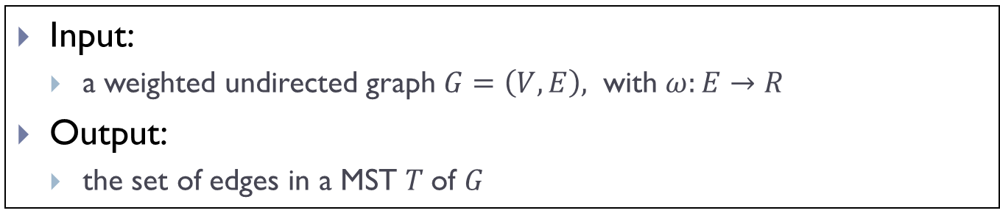 Input:
a weighted undirected graph 𝐺 = (𝑉, 𝐸), with 𝜔: 𝐸 → 𝑅
Output:
the set of edges in a MST 𝑇 of 𝐺